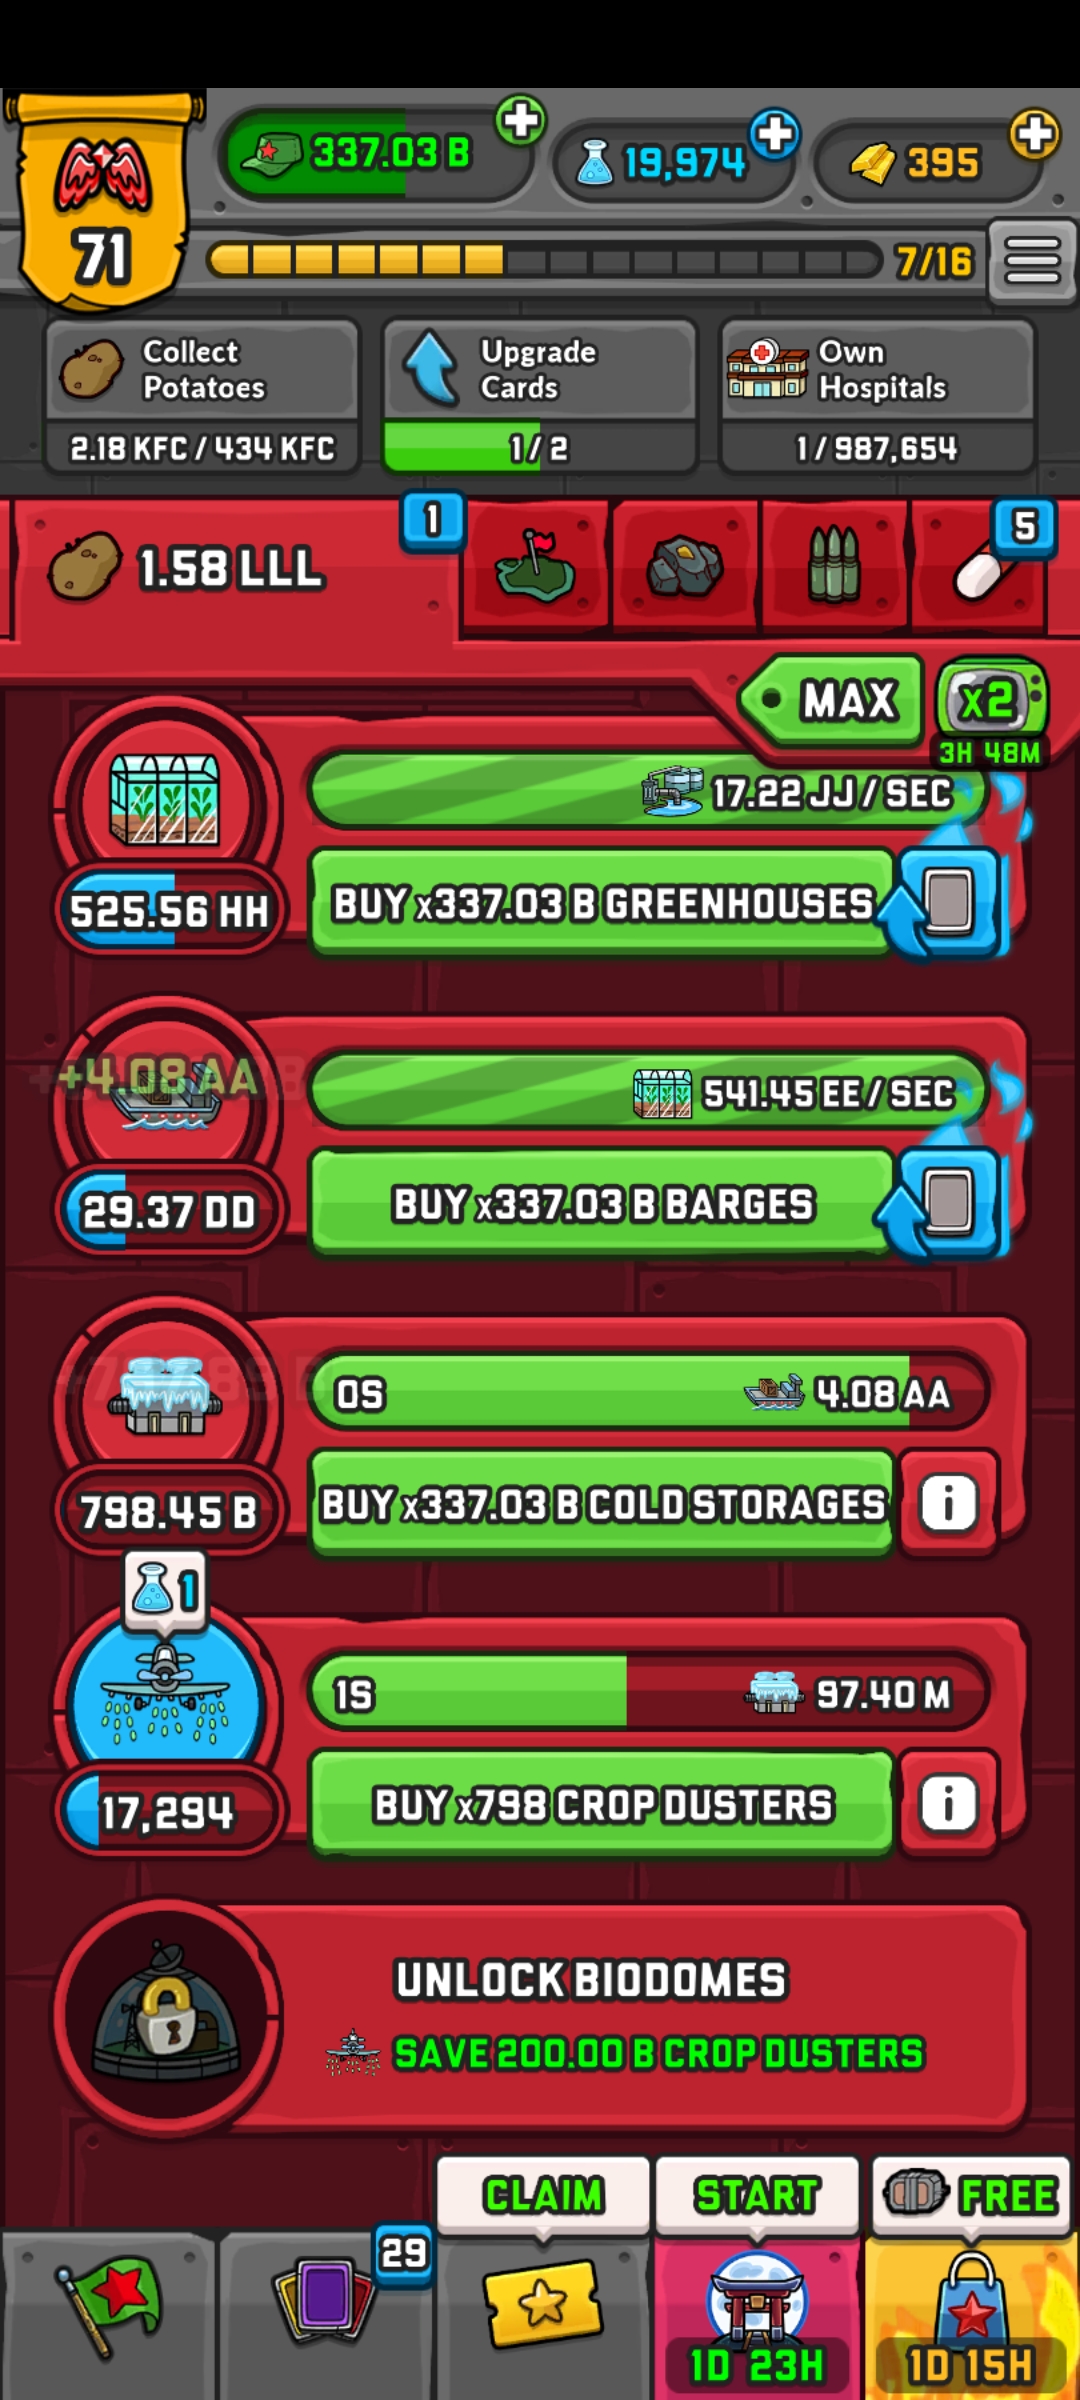 337.03 B
19,974
395
71
7/16
Collect
Potatoes
2.18 KFC / 434 KFC
Upgrade
Cards
1 / 2
Own
Hospitals
1 / 987,654
1.58 LLL
1
5
MAX
x2
3H 48M
17.22 JJ / SEC
525.56 HH
BUY x337.03 B GREENHOUSES
+4.08 AA
541.45 EE / SEC
29.37 DD
BUY x337.03 B BARGES
0S
4.08 AA
798.45 B
BUY x337.03 B COLD STORAGES
i
1
1S
97.40 M
17,294
BUY x798 CROP DUSTERS
i
UNLOCK BIODOMES
SAVE 200.00 B CROP DUSTERS
CLAIM
START
FREE
29
1D 23H
1D 15H